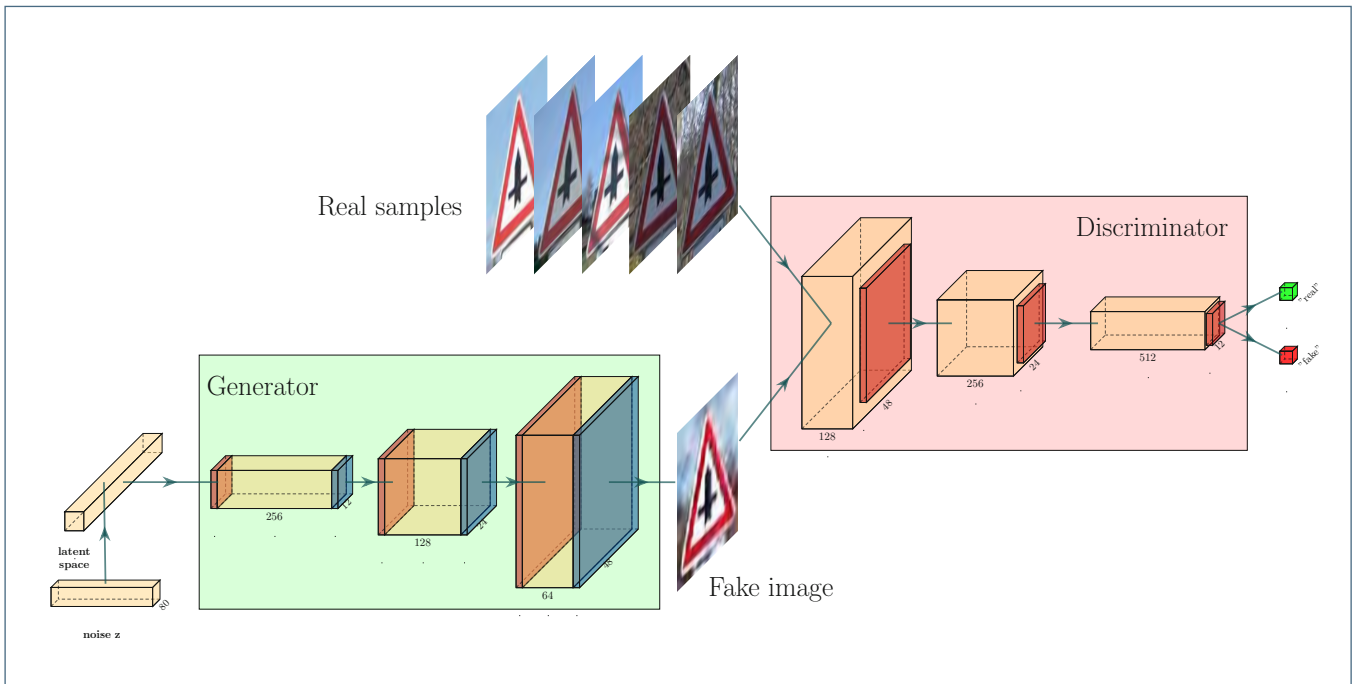 Real samples
Discriminator
128
48
256
24
512
12
"real"
"fake"
Generator
256
12
128
24
64
48
latent
space
80
noise z
Fake image